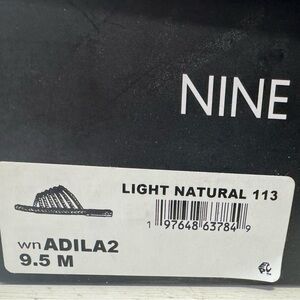 NINE
LIGHT NATURAL 113
1 97648 63784 9
wn ADILA2
9.5 M